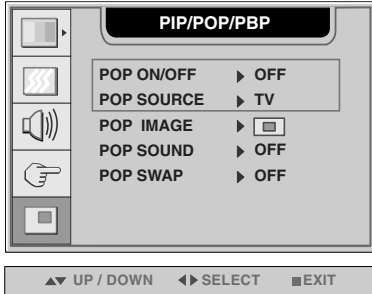 PIP/POP/PBP
POP ON/OFF OFF
POP SOURCE TV
POP IMAGE
POP SOUND OFF
POP SWAP OFF
UP / DOWN SELECT EXIT